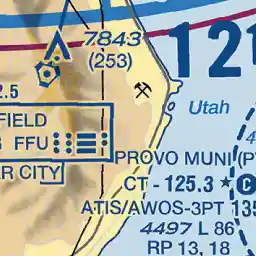 7843
(253)
121
Utah
2.5
FIELD
FFU
PROVO MUNI (P
CITY
CT - 125.3 ★ C
ATIS/AWOS-3PT 135
4497 L 86
RP 13, 18